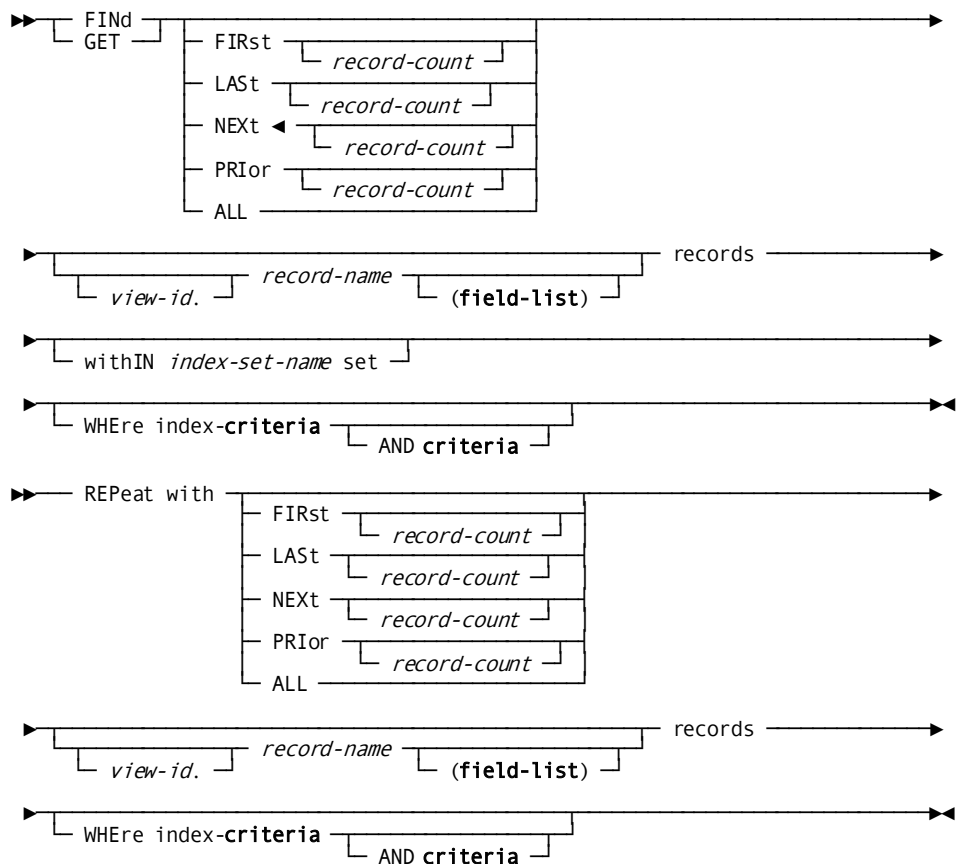 FINd
GET
FIRst
record-count
LASt
record-count
NEXt ◄
record-count
PRIor
record-count
ALL
view-id. record-name (field-list) records
withIN index-set-name set
WHEre index-criteria
AND criteria
REPeat with
FIRst
record-count
LASt
record-count
NEXt
record-count
PRIor
record-count
ALL
view-id. record-name (field-list) records
WHEre index-criteria
AND criteria